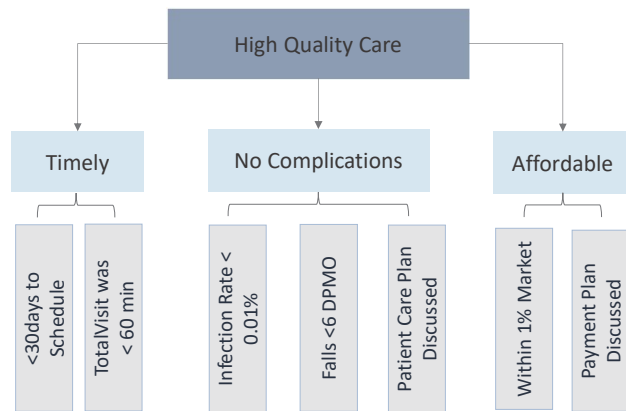 High Quality Care
Timely
No Complications
Affordable
<30days to
Schedule
TotalVisit was
< 60 min
Infection Rate <
0.01%
Falls <6 DPMO
Patient Care Plan
Discussed
Within 1% Market
Payment Plan
Discussed